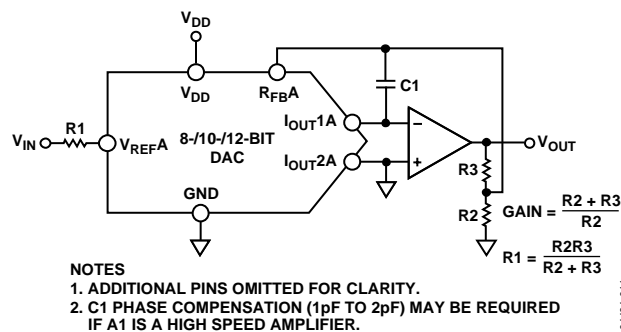 VDD
VDD
RFBA
C1
IOUT1A
8-/10-/12-BIT
DAC
VIN
R1
VREFA
IOUT2A
GND
–
+
VOUT
R3
R2
GAIN = R2 + R3
R2
R1 = R2R3
R2 + R3
NOTES
1. ADDITIONAL PINS OMITTED FOR CLARITY.
2. C1 PHASE COMPENSATION (1pF TO 2pF) MAY BE REQUIRED
IF A1 IS A HIGH SPEED AMPLIFIER.